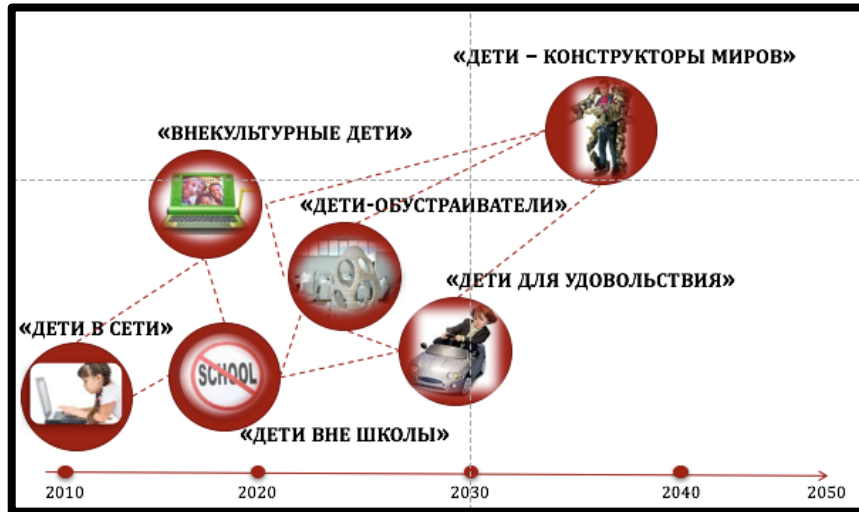 «ДЕТИ – КОНСТРУКТОРЫ МИРОВ»
«ВНЕКУЛЬТУРНЫЕ ДЕТИ»
«ДЕТИ-ОБУСТРАИВАТЕЛИ»
«ДЕТИ ДЛЯ УДОВОЛЬСТВИЯ»
«ДЕТИ В СЕТИ»
SCHOOL
«ДЕТИ ВНЕ ШКОЛЫ»
2010 2020 2030 2040 2050